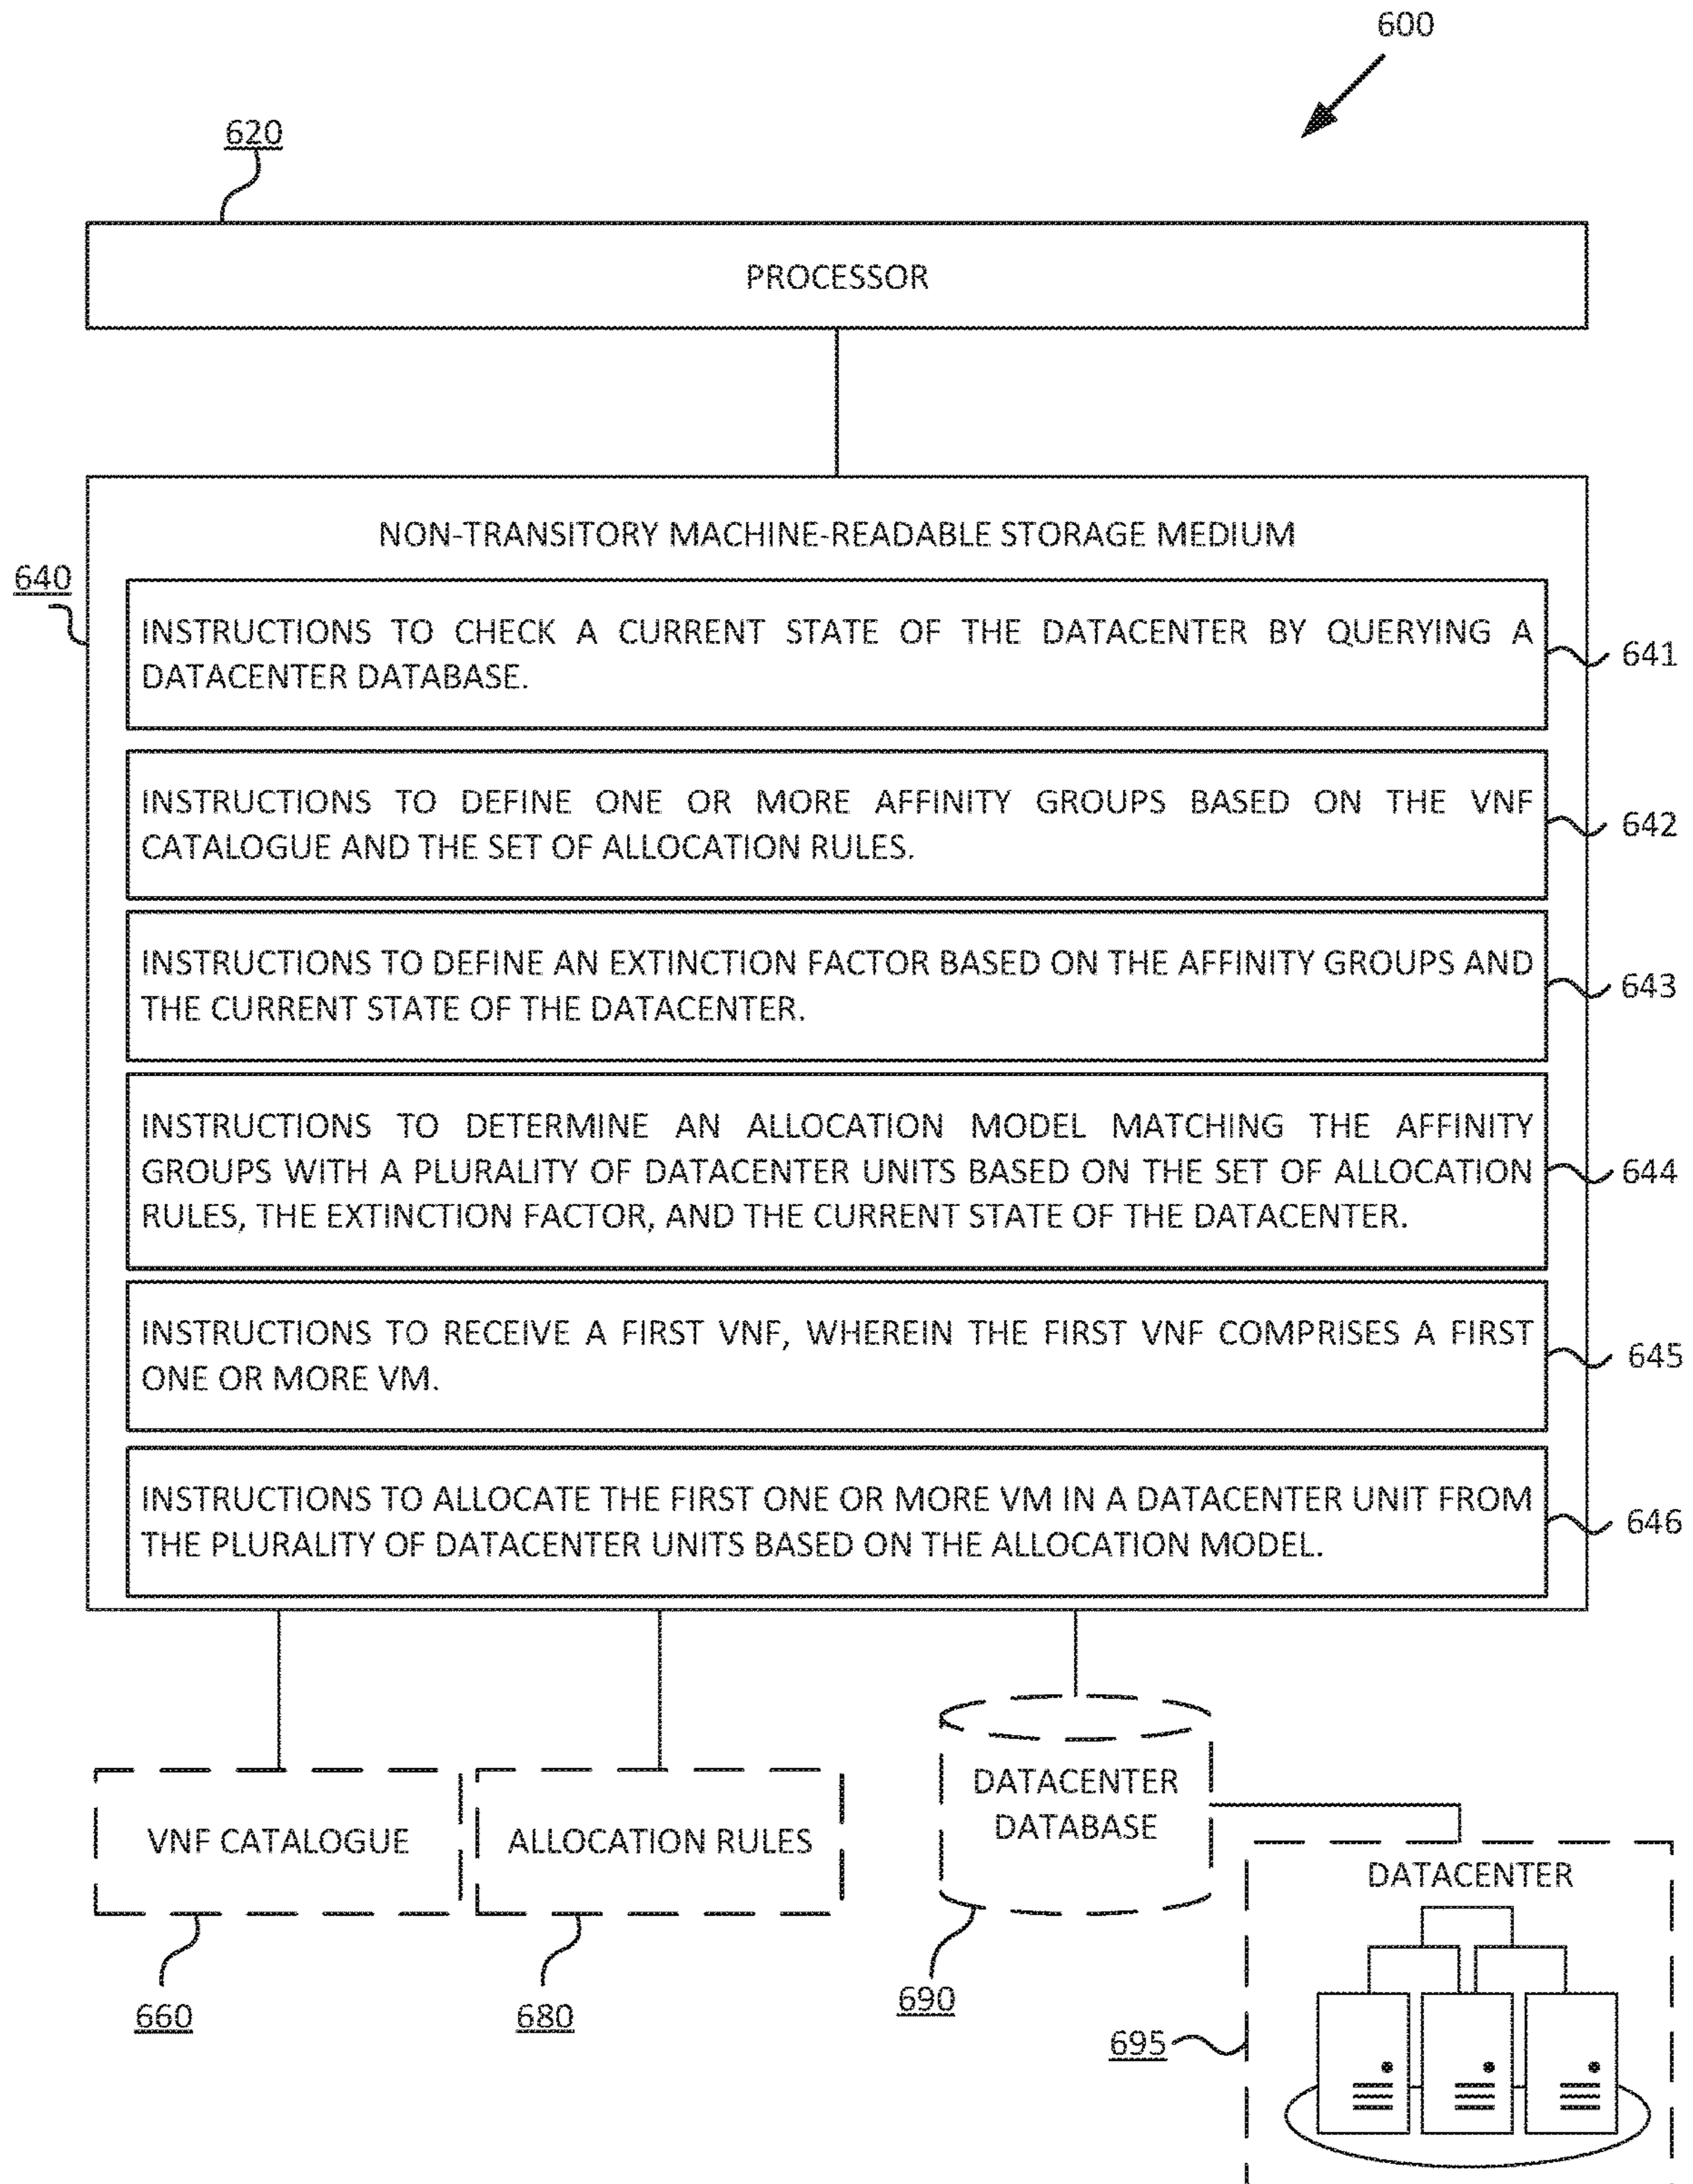 600
620
PROCESSOR
NON-TRANSITORY MACHINE-READABLE STORAGE MEDIUM
640
INSTRUCTIONS TO CHECK A CURRENT STATE OF THE DATACENTER BY QUERYING A
DATACENTER DATABASE.
641
INSTRUCTIONS TO DEFINE ONE OR MORE AFFINITY GROUPS BASED ON THE VNF
CATALOGUE AND THE SET OF ALLOCATION RULES.
642
INSTRUCTIONS TO DEFINE AN EXTINCTION FACTOR BASED ON THE AFFINITY GROUPS AND
THE CURRENT STATE OF THE DATACENTER.
643
INSTRUCTIONS TO DETERMINE AN ALLOCATION MODEL MATCHING THE AFFINITY
GROUPS WITH A PLURALITY OF DATACENTER UNITS BASED ON THE SET OF ALLOCATION
RULES, THE EXTINCTION FACTOR, AND THE CURRENT STATE OF THE DATACENTER.
644
INSTRUCTIONS TO RECEIVE A FIRST VNF, WHEREIN THE FIRST VNF COMPRISES A FIRST
ONE OR MORE VM.
645
INSTRUCTIONS TO ALLOCATE THE FIRST ONE OR MORE VM IN A DATACENTER UNIT FROM
THE PLURALITY OF DATACENTER UNITS BASED ON THE ALLOCATION MODEL.
646
VNF CATALOGUE
660
ALLOCATION RULES
680
DATACENTER
DATABASE
690
DATACENTER
695